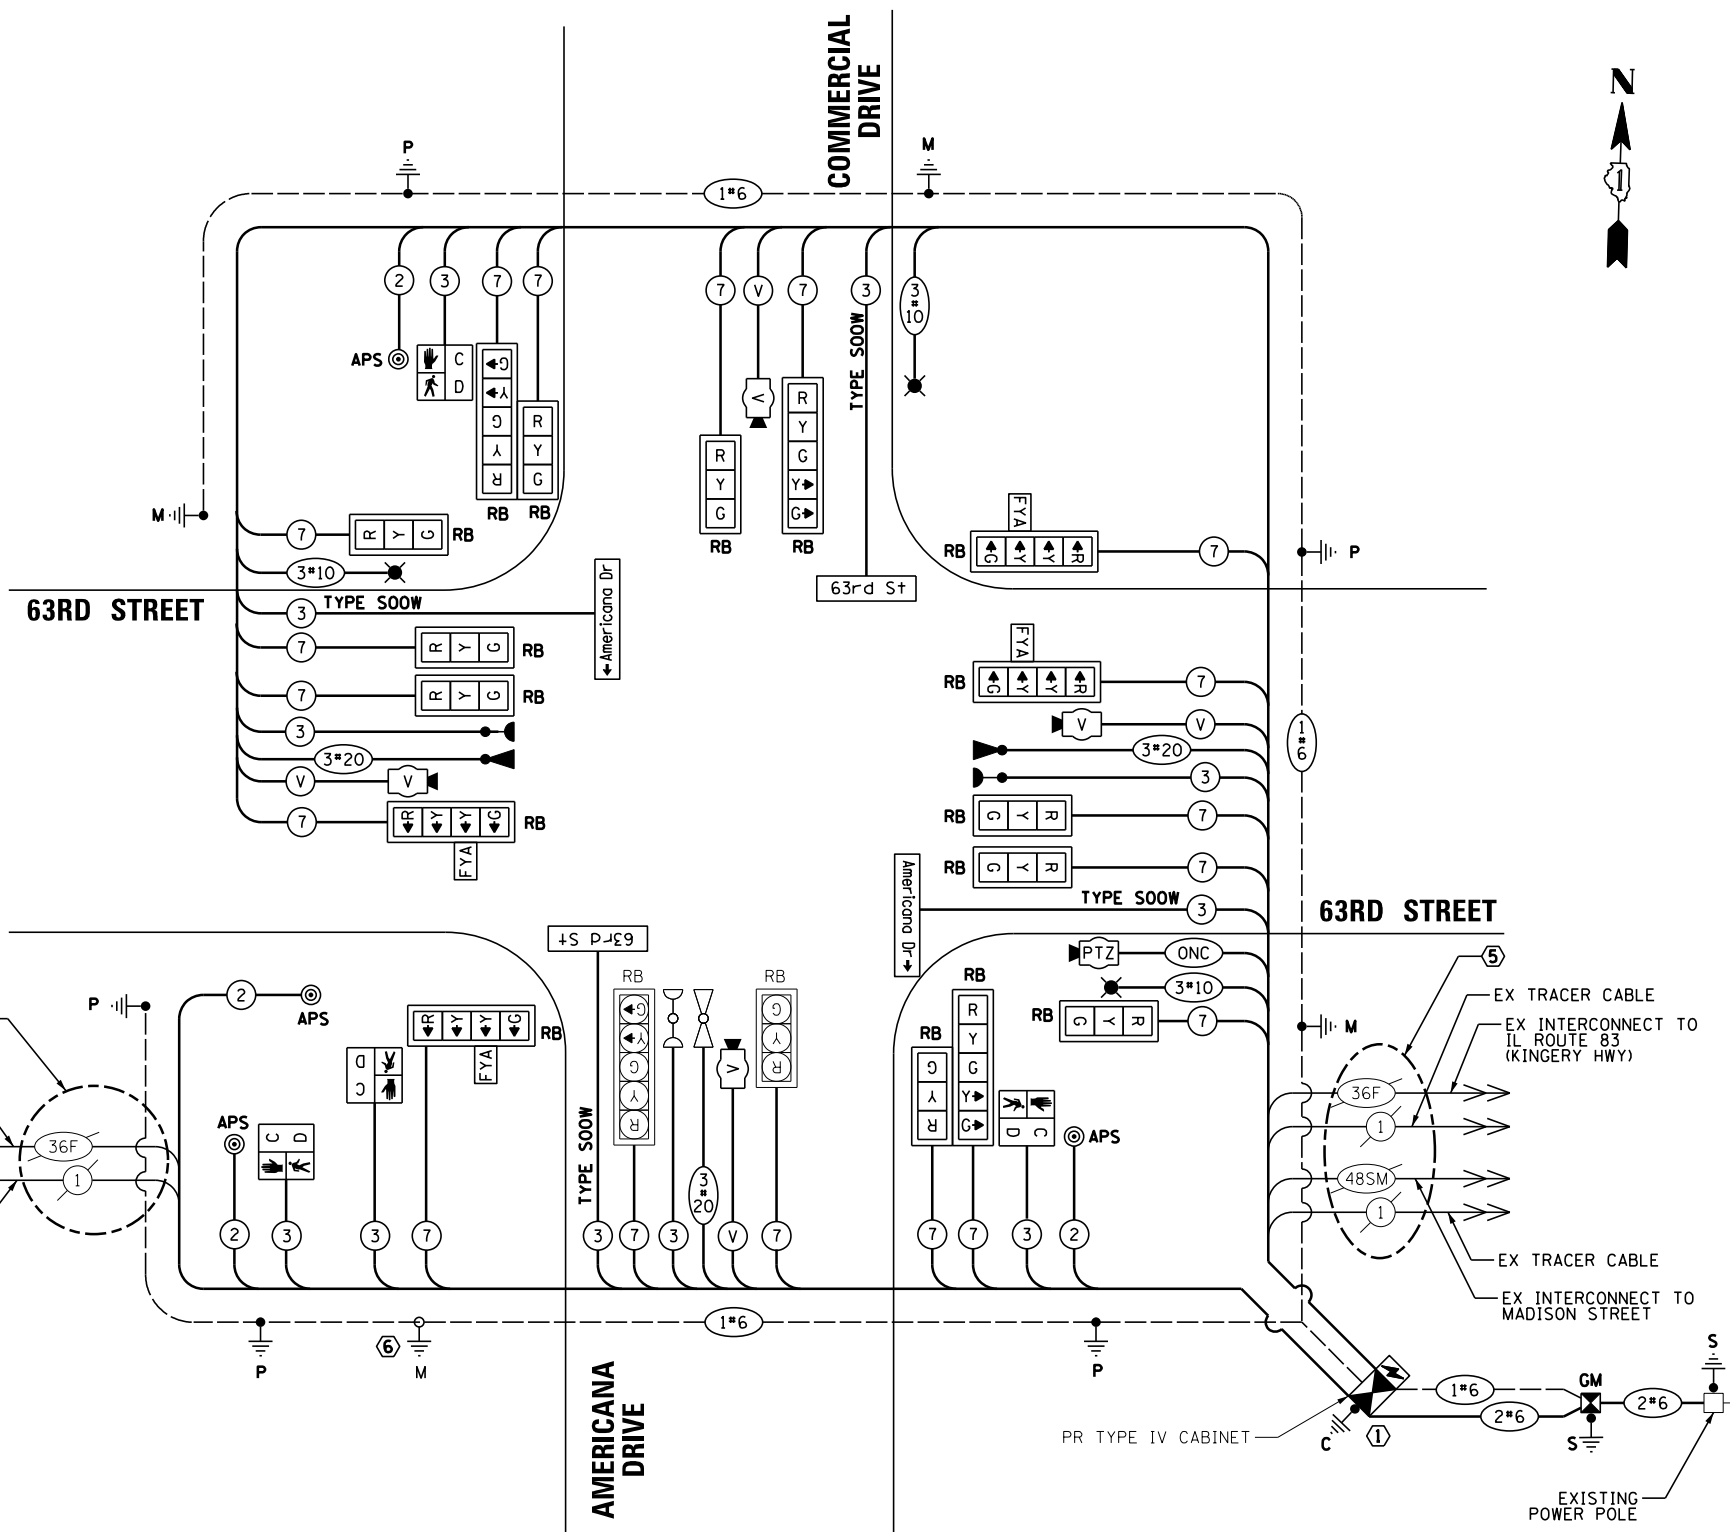 COMMERCIAL
DRIVE
N
1
P
M
1#6
2
3
7
7
7
V
7
3
3
#
10
TYPE SOOW
APS
C
D
G
Y
G
Y
R
R
Y
G
RB
RB
R
Y
G
RB
V
R
Y
G
Y
G
RB
63rd St
M
7
R Y G
RB
3#10
63RD STREET
3
TYPE SOOW
Americana Dr
7
R Y G
RB
7
R Y G
RB
3
3#20
V
V
7
R Y Y G
RB
FYA
FYA
RB
G Y Y R
7
P
FYA
RB
G Y Y R
7
V
V
3#20
3
1
#
6
RB
G Y R
7
RB
G Y R
7
Americana Dr
TYPE SOOW
3
63RD STREET
PTZ
ONC
3#10
RB
G Y R
7
M
5
EX TRACER CABLE
EX INTERCONNECT TO
IL ROUTE 83
(KINGERY HWY)
36F
1
48SM
1
EX TRACER CABLE
EX INTERCONNECT TO
MADISON STREET
P
2
APS
R Y Y G
RB
FYA
D
C
36F
1
APS
C D
2
3
3
7
63rd St
TYPE SOOW
3
RB
G
Y
G
Y
R
7
3
3
#
20
V
V
RB
G
Y
R
7
RB
G
Y
R
7
RB
R
Y
G
Y
G
7
D C
3
APS
2
P
6
M
1#6
P
AMERICANA
DRIVE
PR TYPE IV CABINET
C
1
1#6
2#6
GM
S
2#6
S
EXISTING
POWER POLE